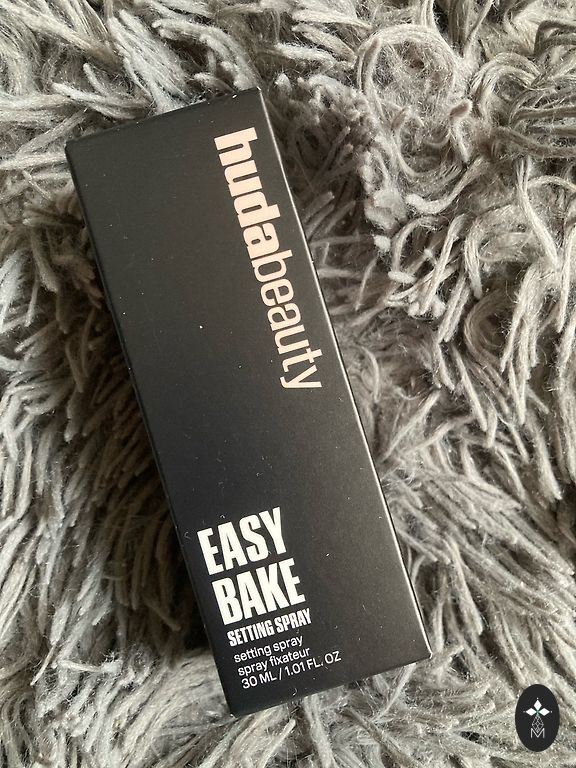 hudabeauty
EASY
BAKE
SETTING SPRAY
setting spray
spray fixateur
30 ML / 1.01 FL. OZ
M